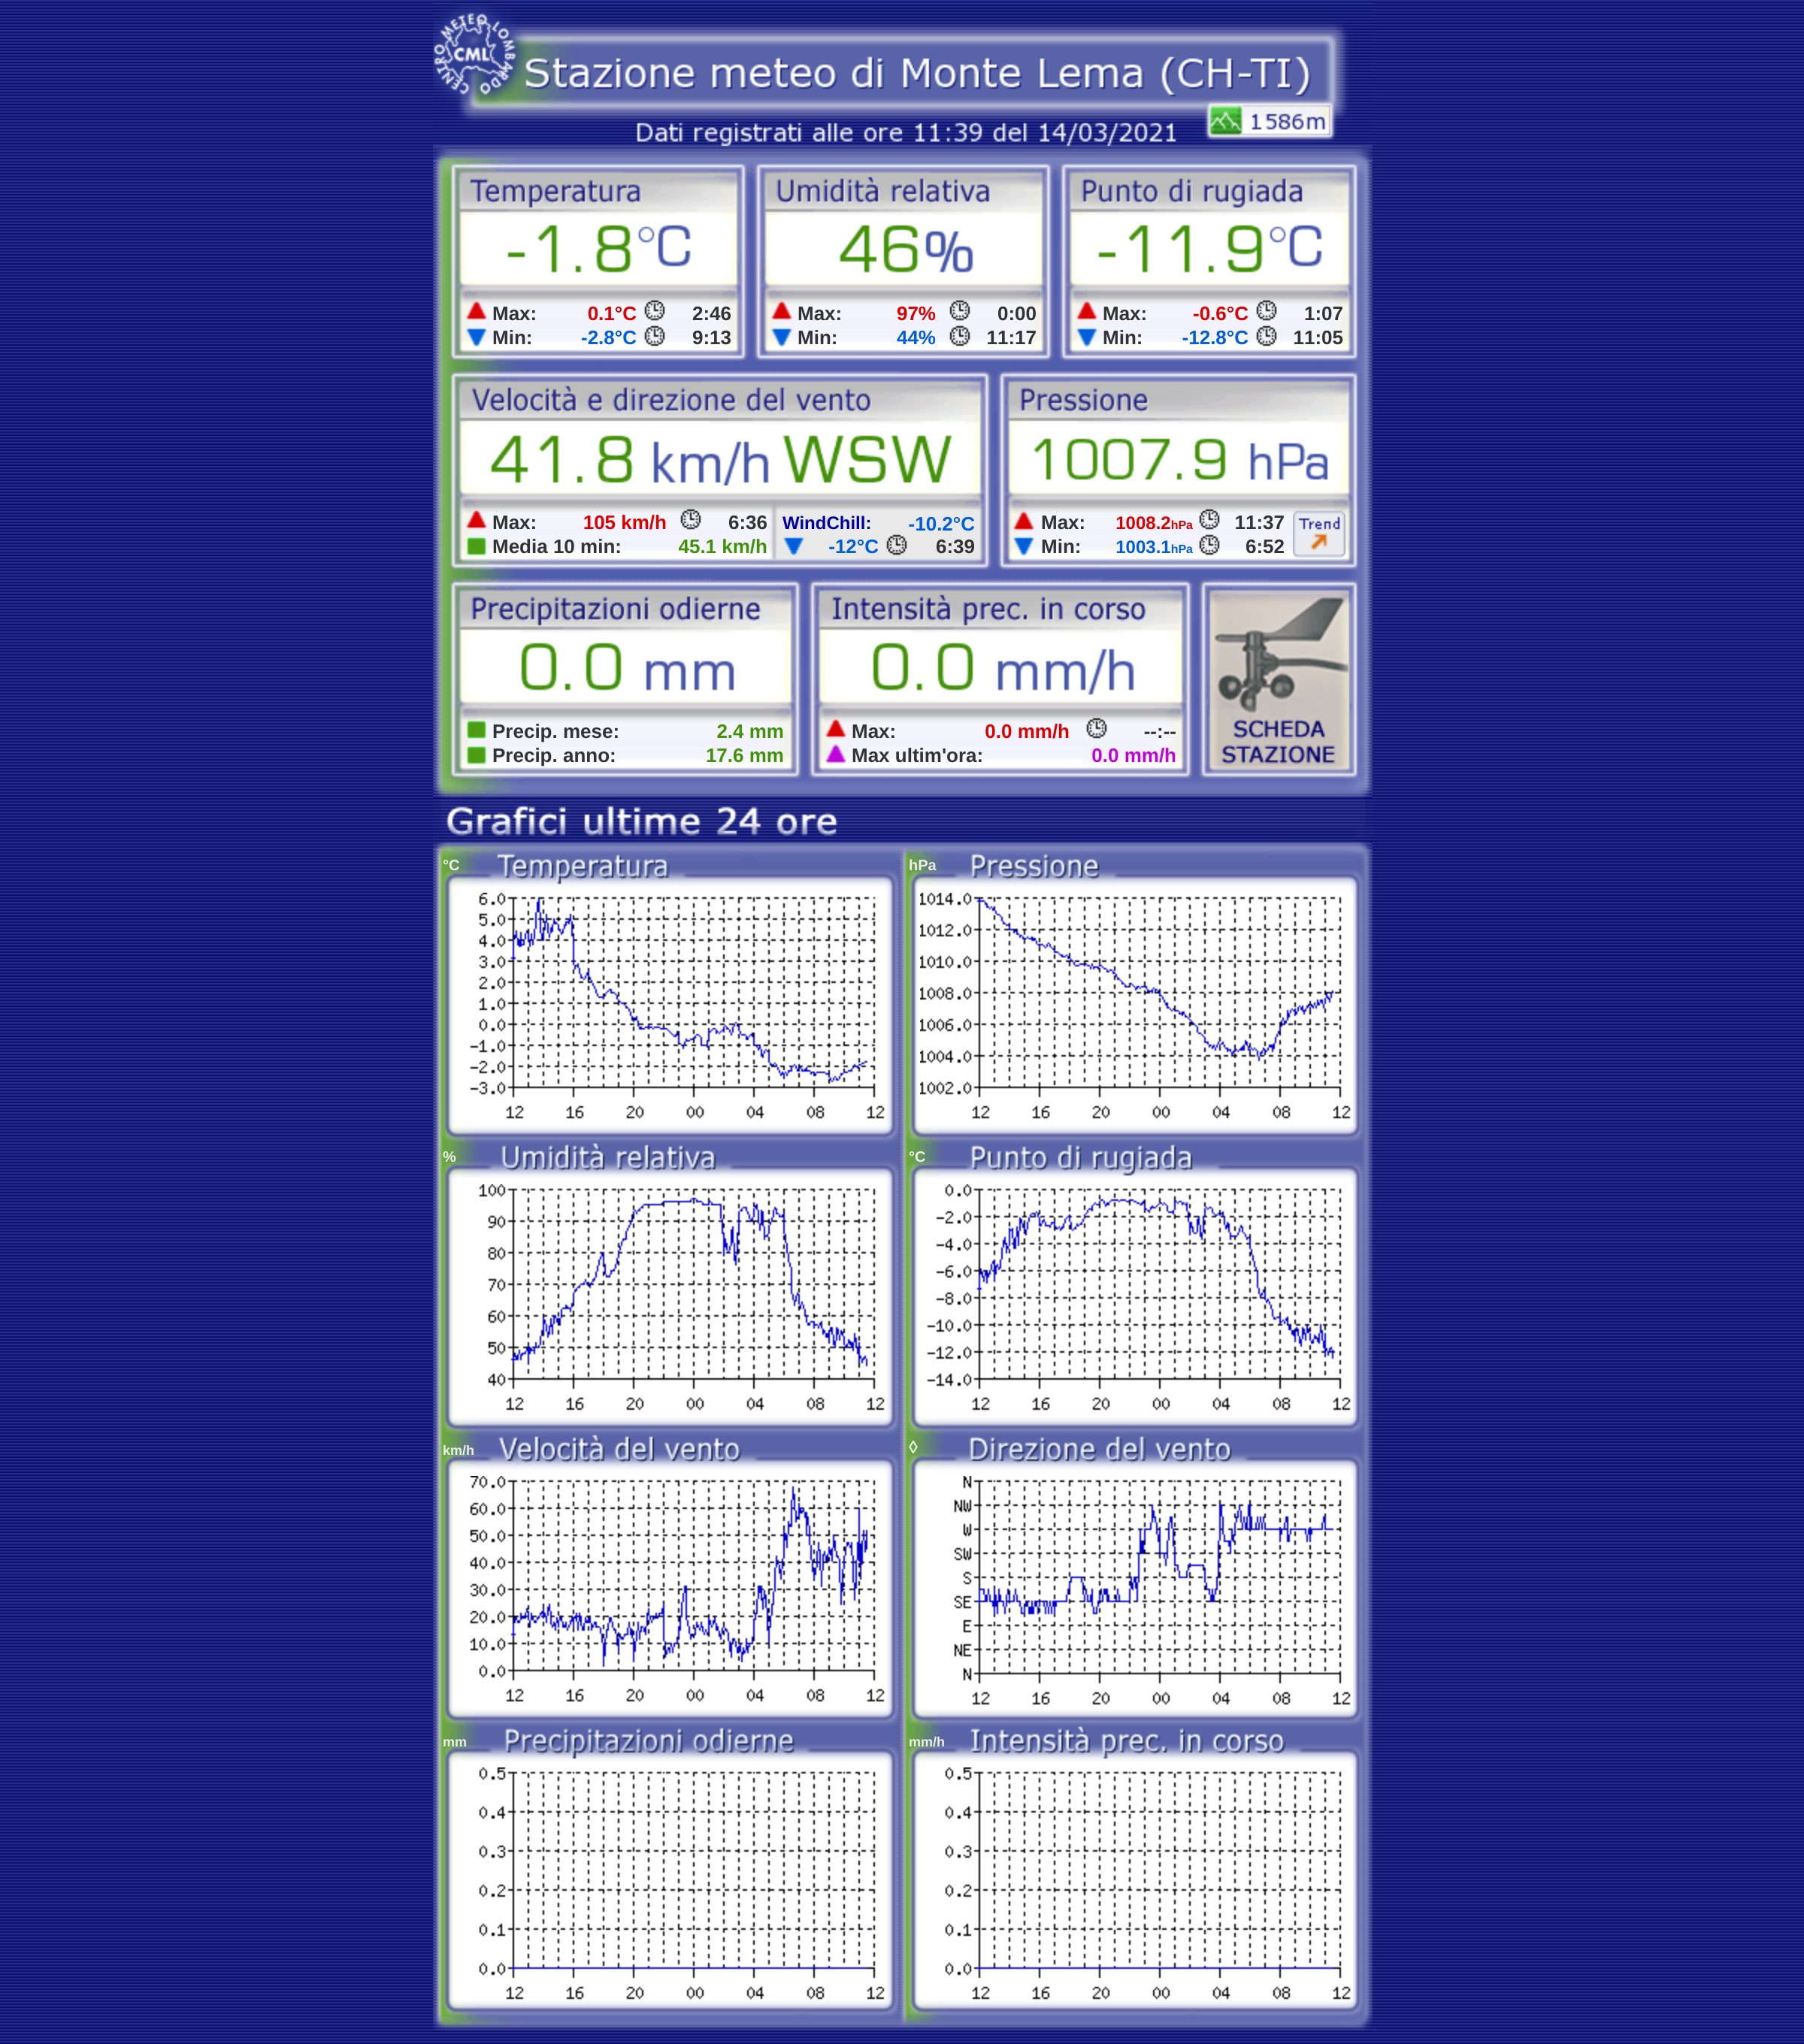 CENTRO METEO LOMBARDO
CML
Stazione meteo di Monte Lema (CH-TI)
1586m
Dati registrati alle ore 11:39 del 14/03/2021
Temperatura
-1.8°C
Max: 0.1°C 2:46
Min: -2.8°C 9:13
Umidità relativa
46%
Max: 97% 0:00
Min: 44% 11:17
Punto di rugiada
-11.9°C
Max: -0.6°C 1:07
Min: -12.8°C 11:05
Velocità e direzione del vento
41.8 km/h WSW
Max: 105 km/h 6:36
Media 10 min: 45.1 km/h
WindChill: -10.2°C
-12°C 6:39
Pressione
1007.9 hPa
Max: 1008.2hPa 11:37
Min: 1003.1hPa 6:52
Trend
Precipitazioni odierne
0.0 mm
Precip. mese: 2.4 mm
Precip. anno: 17.6 mm
Intensità prec. in corso
0.0 mm/h
Max: 0.0 mm/h --:--
Max ultim'ora: 0.0 mm/h
SCHEDA
STAZIONE
Grafici ultime 24 ore
°C Temperatura
6.0
5.0
4.0
3.0
2.0
1.0
0.0
-1.0
-2.0
-3.0
12 16 20 00 04 08 12
hPa Pressione
1014.0
1012.0
1010.0
1008.0
1006.0
1004.0
1002.0
12 16 20 00 04 08 12
% Umidità relativa
100
90
80
70
60
50
40
12 16 20 00 04 08 12
°C Punto di rugiada
0.0
-2.0
-4.0
-6.0
-8.0
-10.0
-12.0
-14.0
12 16 20 00 04 08 12
km/h Velocità del vento
70.0
60.0
50.0
40.0
30.0
20.0
10.0
0.0
12 16 20 00 04 08 12
◊ Direzione del vento
N
NW
W
SW
S
SE
E
NE
N
12 16 20 00 04 08 12
mm Precipitazioni odierne
0.5
0.4
0.3
0.2
0.1
0.0
12 16 20 00 04 08 12
mm/h Intensità prec. in corso
0.5
0.4
0.3
0.2
0.1
0.0
12 16 20 00 04 08 12